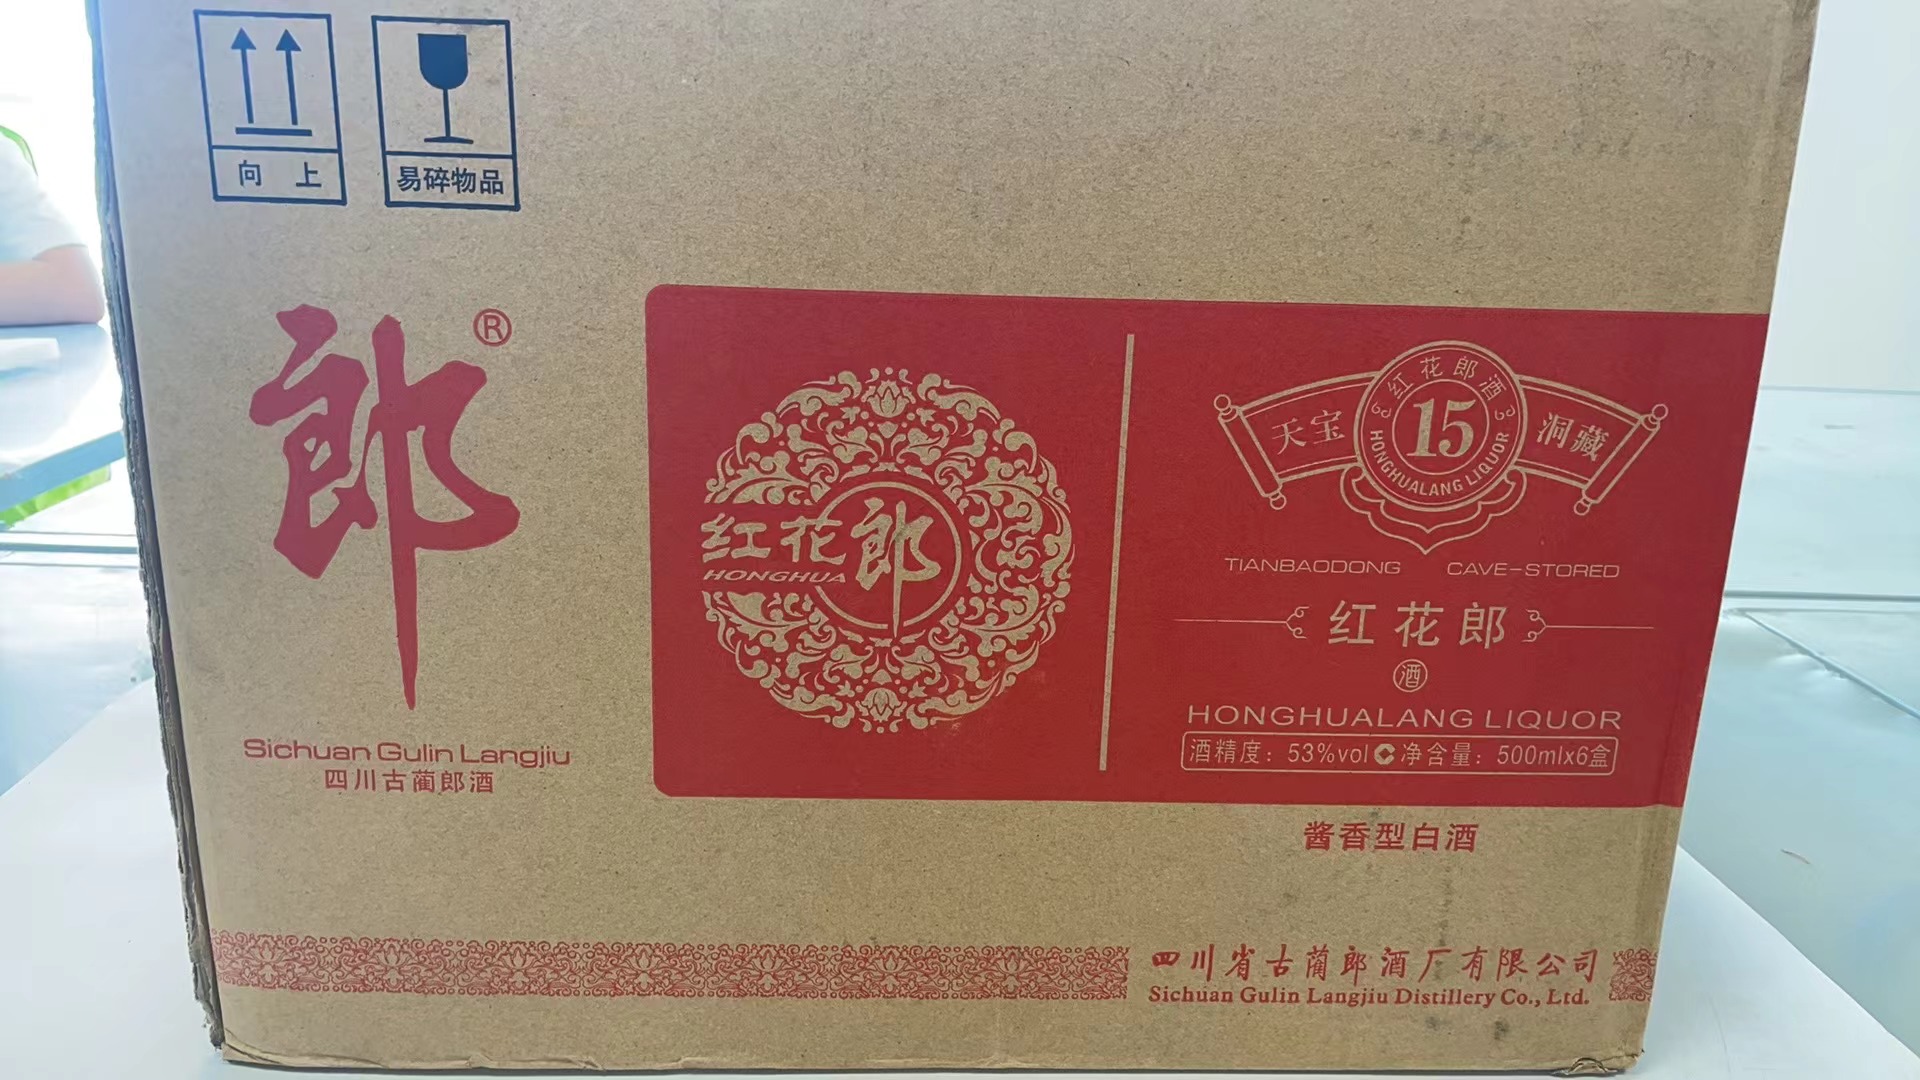 向 上
易碎物品
郎®
Sichuan Gulin Langjiu
四川古蔺郎酒
红花郎
HONGHUA
红花郎酒
天宝 15 洞藏
HONGHUALANG LIQUOR
TIANBAODONG CAVE-STORED
红花郎
酒
HONGHUALANG LIQUOR
酒精度：53%vol 净含量：500mlx6盒
酱香型白酒
四川省古蔺郎酒厂有限公司
Sichuan Gulin Langjiu Distillery Co., Ltd.